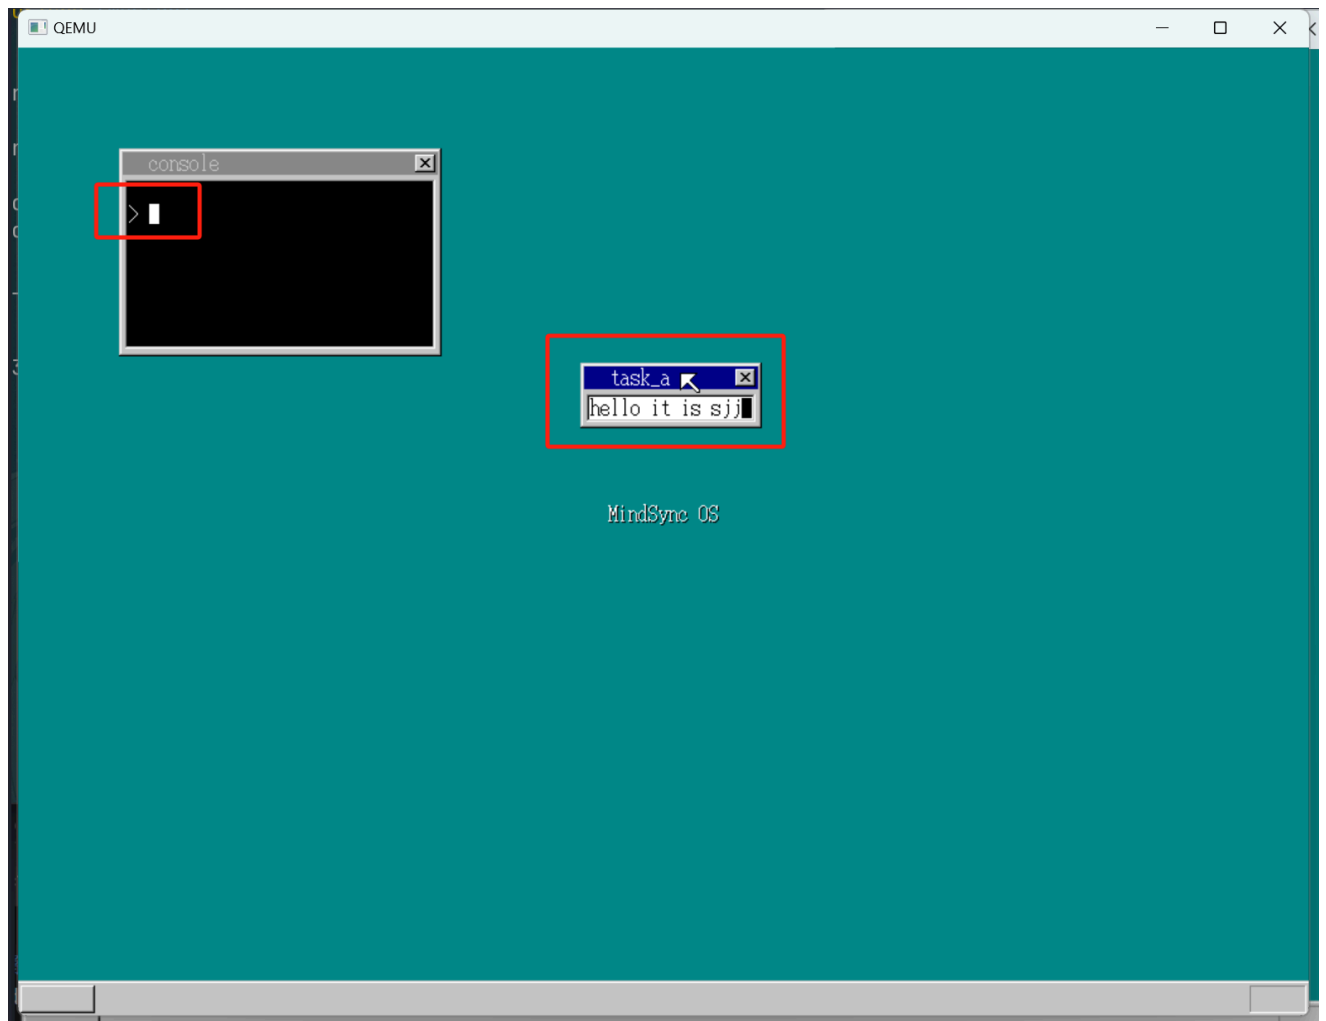 QEMU
console
>
task_a
hello it is sjj
MindSync OS